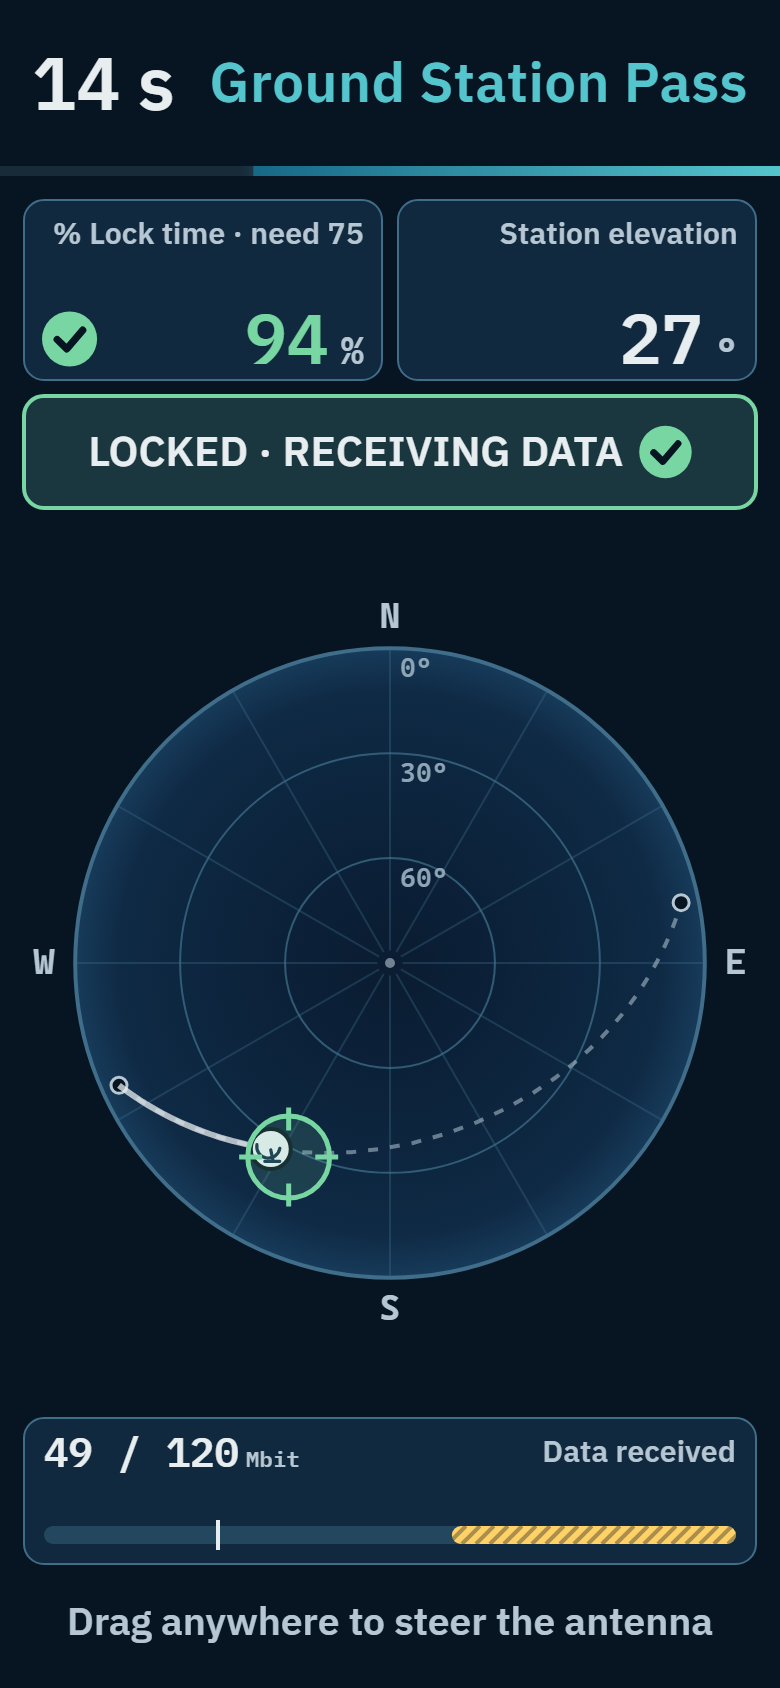 14 s Ground Station Pass
% Lock time · need 75
94 %
Station elevation
27 °
LOCKED · RECEIVING DATA
N
0°
30°
60°
W
E
S
49 / 120 Mbit
Data received
Drag anywhere to steer the antenna